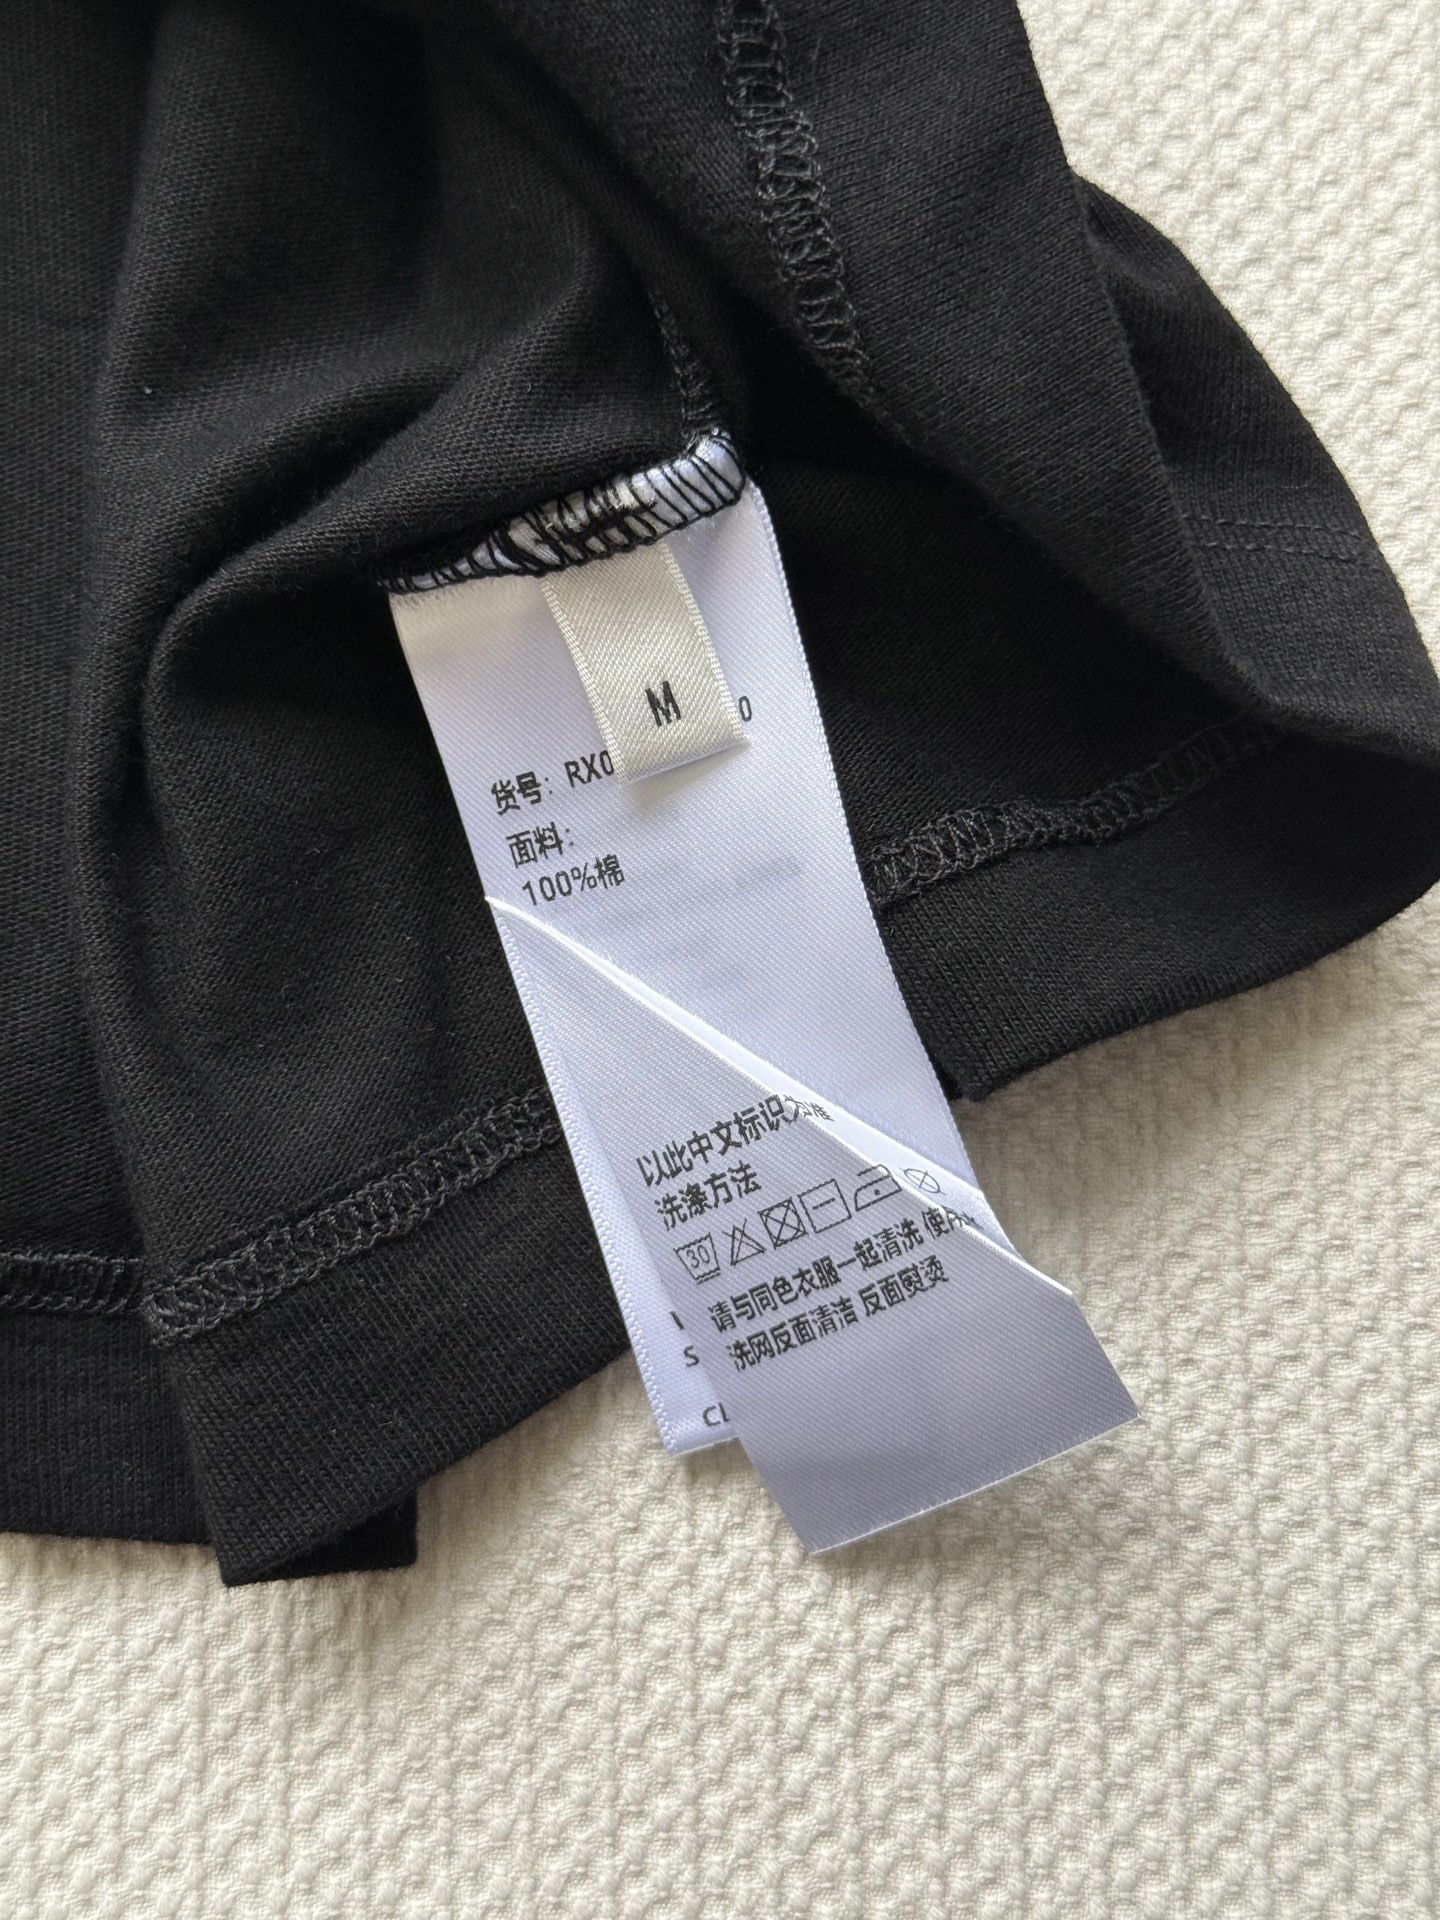 M
货号: RX0
0
面料:
100%棉
以此中文标识为准
洗涤方法
30
请与同色衣服一起清洗 使用
洗网反面清洁 反面熨烫
S
CL